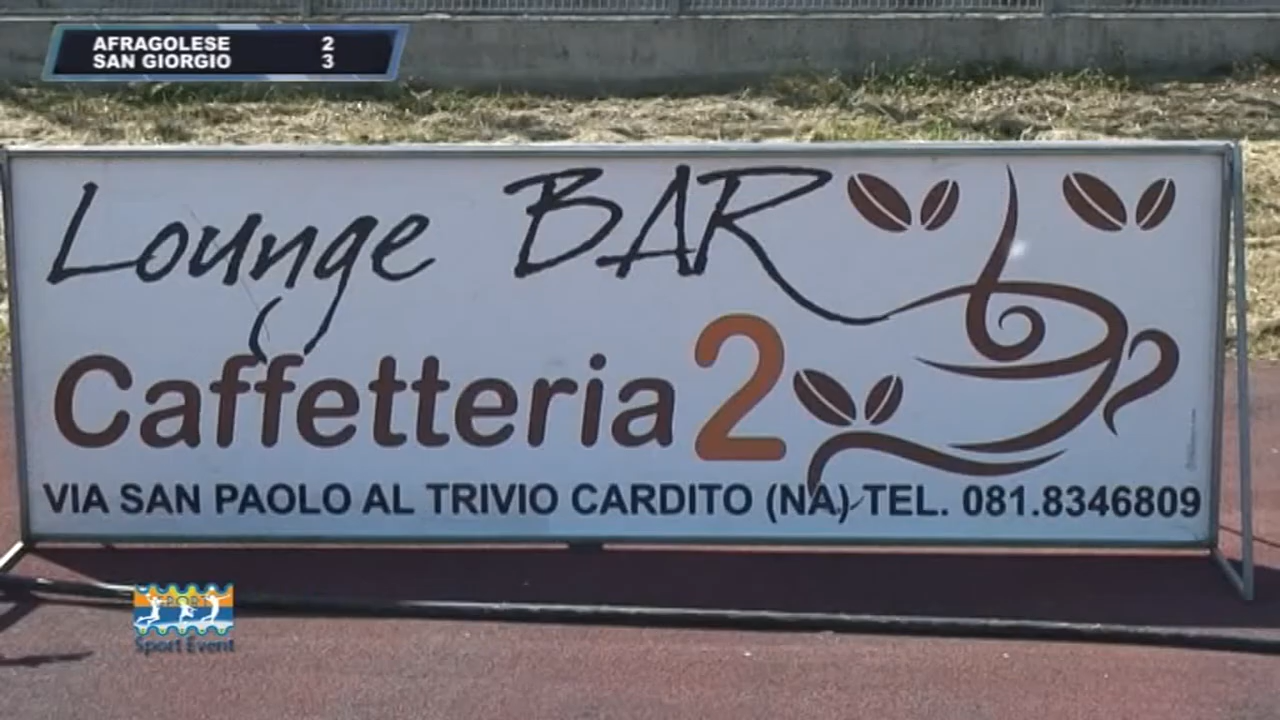 AFRAGOLESE 2
SAN GIORGIO 3
Lounge BAR
Caffetteria 2
VIA SAN PAOLO AL TRIVIO CARDITO (NA) TEL. 081.8346809
SPORT
Sport Event